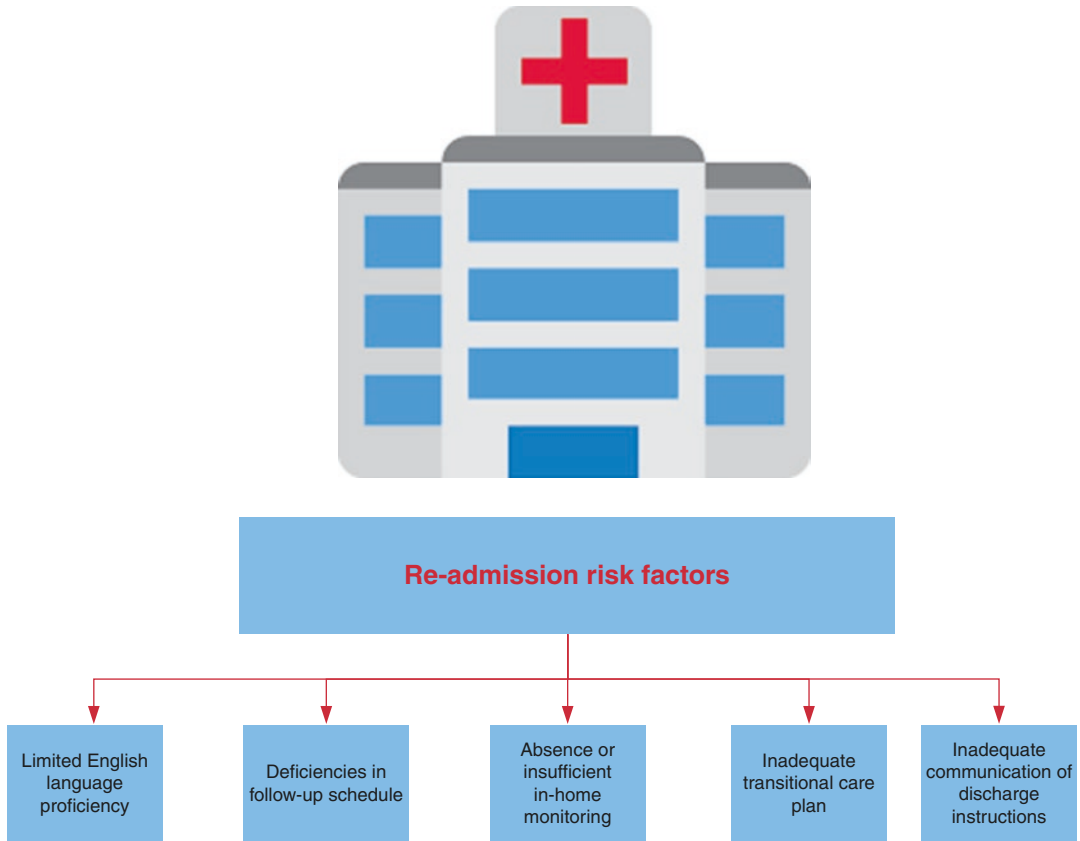 Re-admission risk factors
Limited English
language
proficiency
Deficiencies in
follow-up schedule
Absence or
insufficient
in-home
monitoring
Inadequate
transitional care
plan
Inadequate
communication of
discharge
instructions